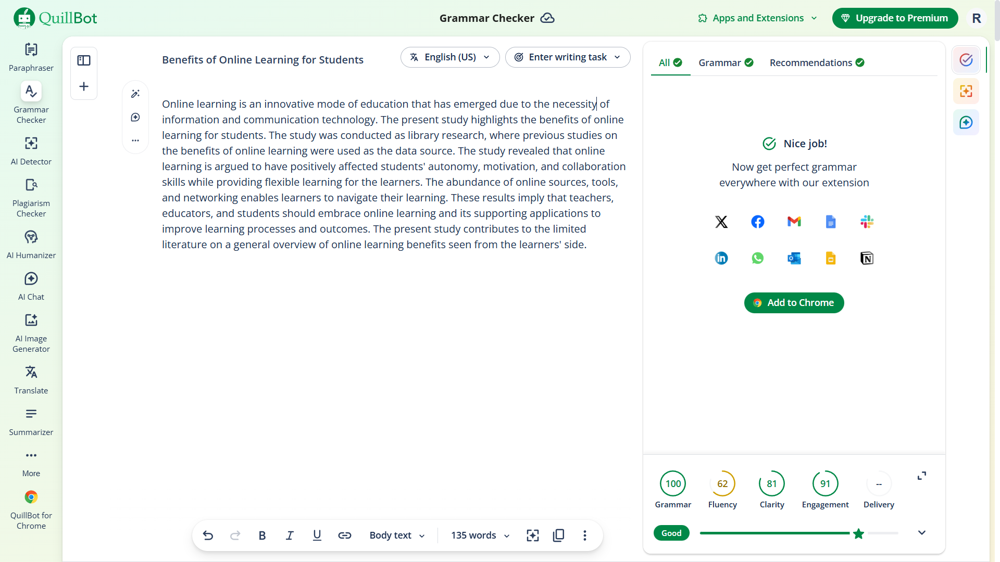 QuillBot
Grammar Checker
Apps and Extensions
Upgrade to Premium
R
Paraphraser
Grammar
Checker
AI Detector
Plagiarism
Checker
AI Humanizer
AI Chat
AI Image
Generator
Translate
Summarizer
More
QuillBot for
Chrome
Benefits of Online Learning for Students
English (US)
Enter writing task
Online learning is an innovative mode of education that has emerged due to the necessity of
information and communication technology. The present study highlights the benefits of online
learning for students. The study was conducted as library research, where previous studies on
the benefits of online learning were used as the data source. The study revealed that online
learning is argued to have positively affected students' autonomy, motivation, and collaboration
skills while providing flexible learning for the learners. The abundance of online sources, tools,
and networking enables learners to navigate their learning. These results imply that teachers,
educators, and students should embrace online learning and its supporting applications to
improve learning processes and outcomes. The present study contributes to the limited
literature on a general overview of online learning benefits seen from the learners' side.
B I U
Body text
135 words
All
Grammar
Recommendations
Nice job!
Now get perfect grammar
everywhere with our extension
Add to Chrome
100 62 81 91 --
Grammar Fluency Clarity Engagement Delivery
Good